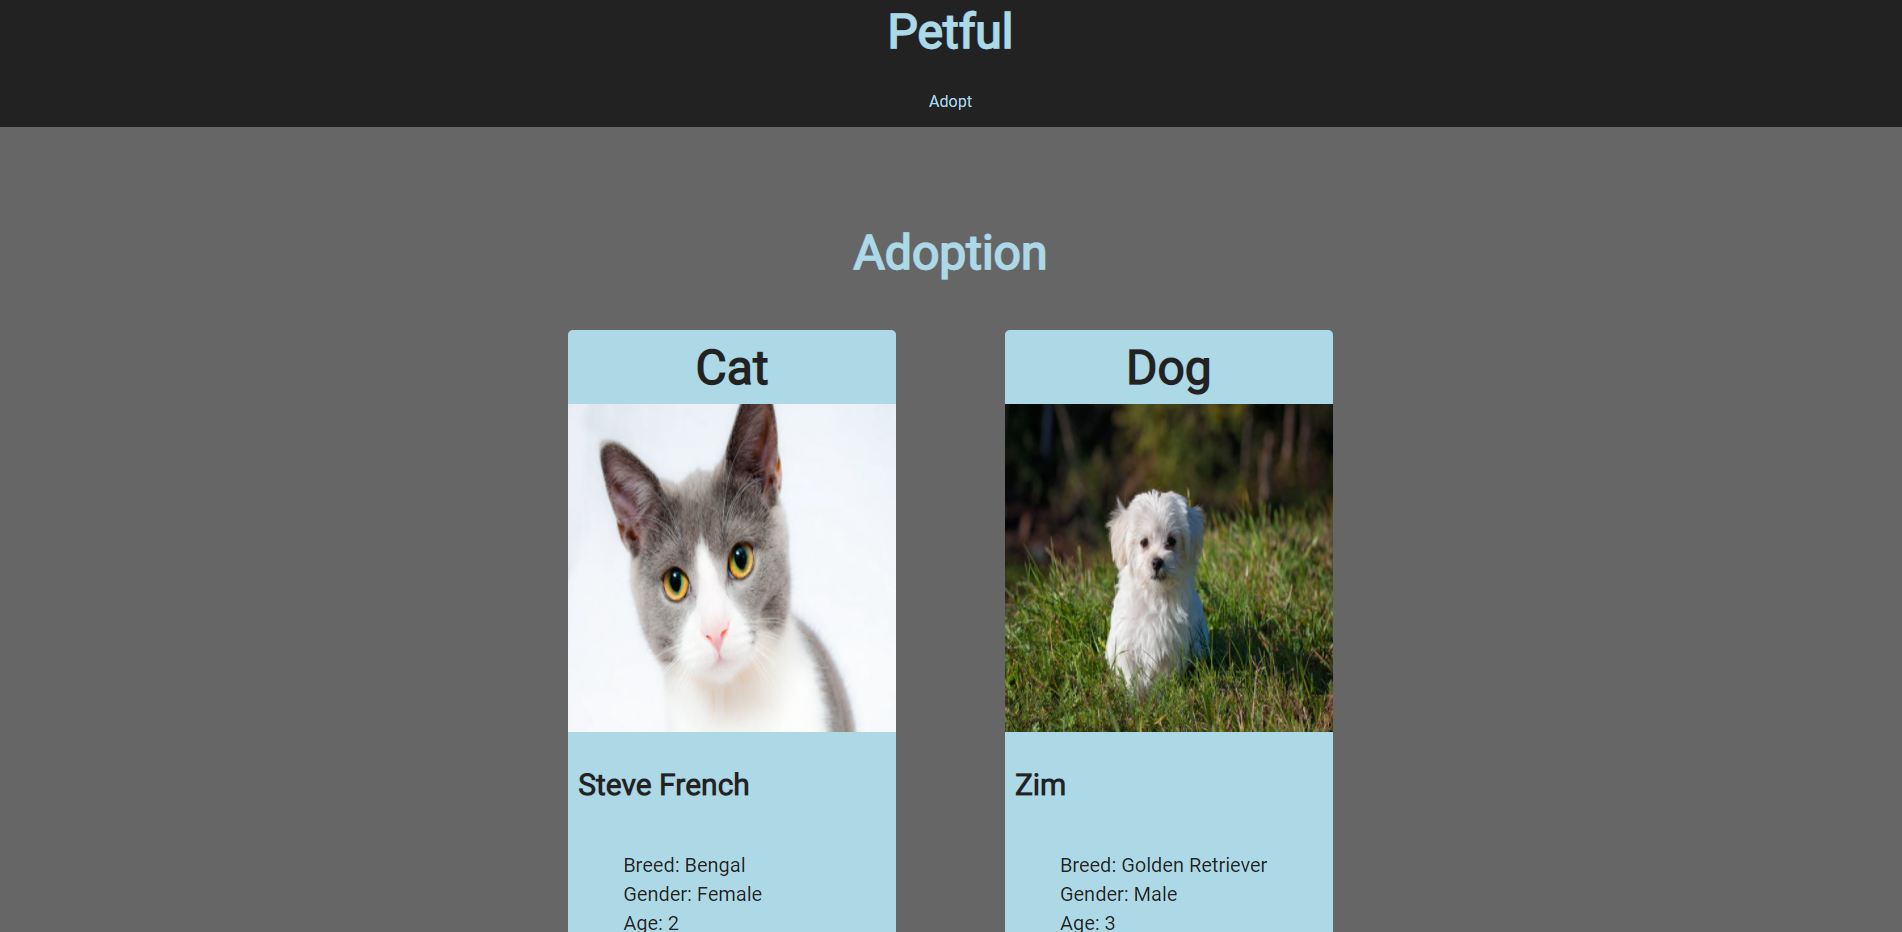 Petful
Adopt
Adoption
Cat
Dog
Steve French
Breed: Bengal
Gender: Female
Age: 2
Zim
Breed: Golden Retriever
Gender: Male
Age: 3